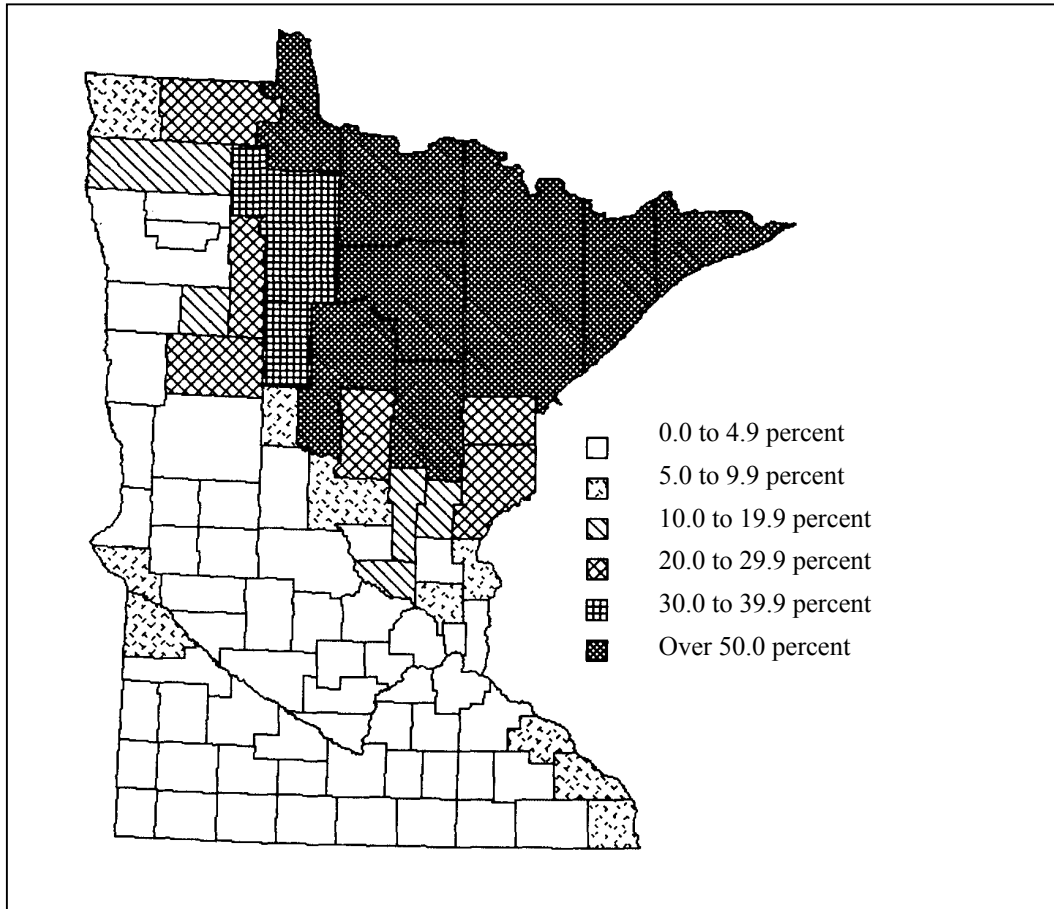 0.0 to 4.9 percent
5.0 to 9.9 percent
10.0 to 19.9 percent
20.0 to 29.9 percent
30.0 to 39.9 percent
Over 50.0 percent